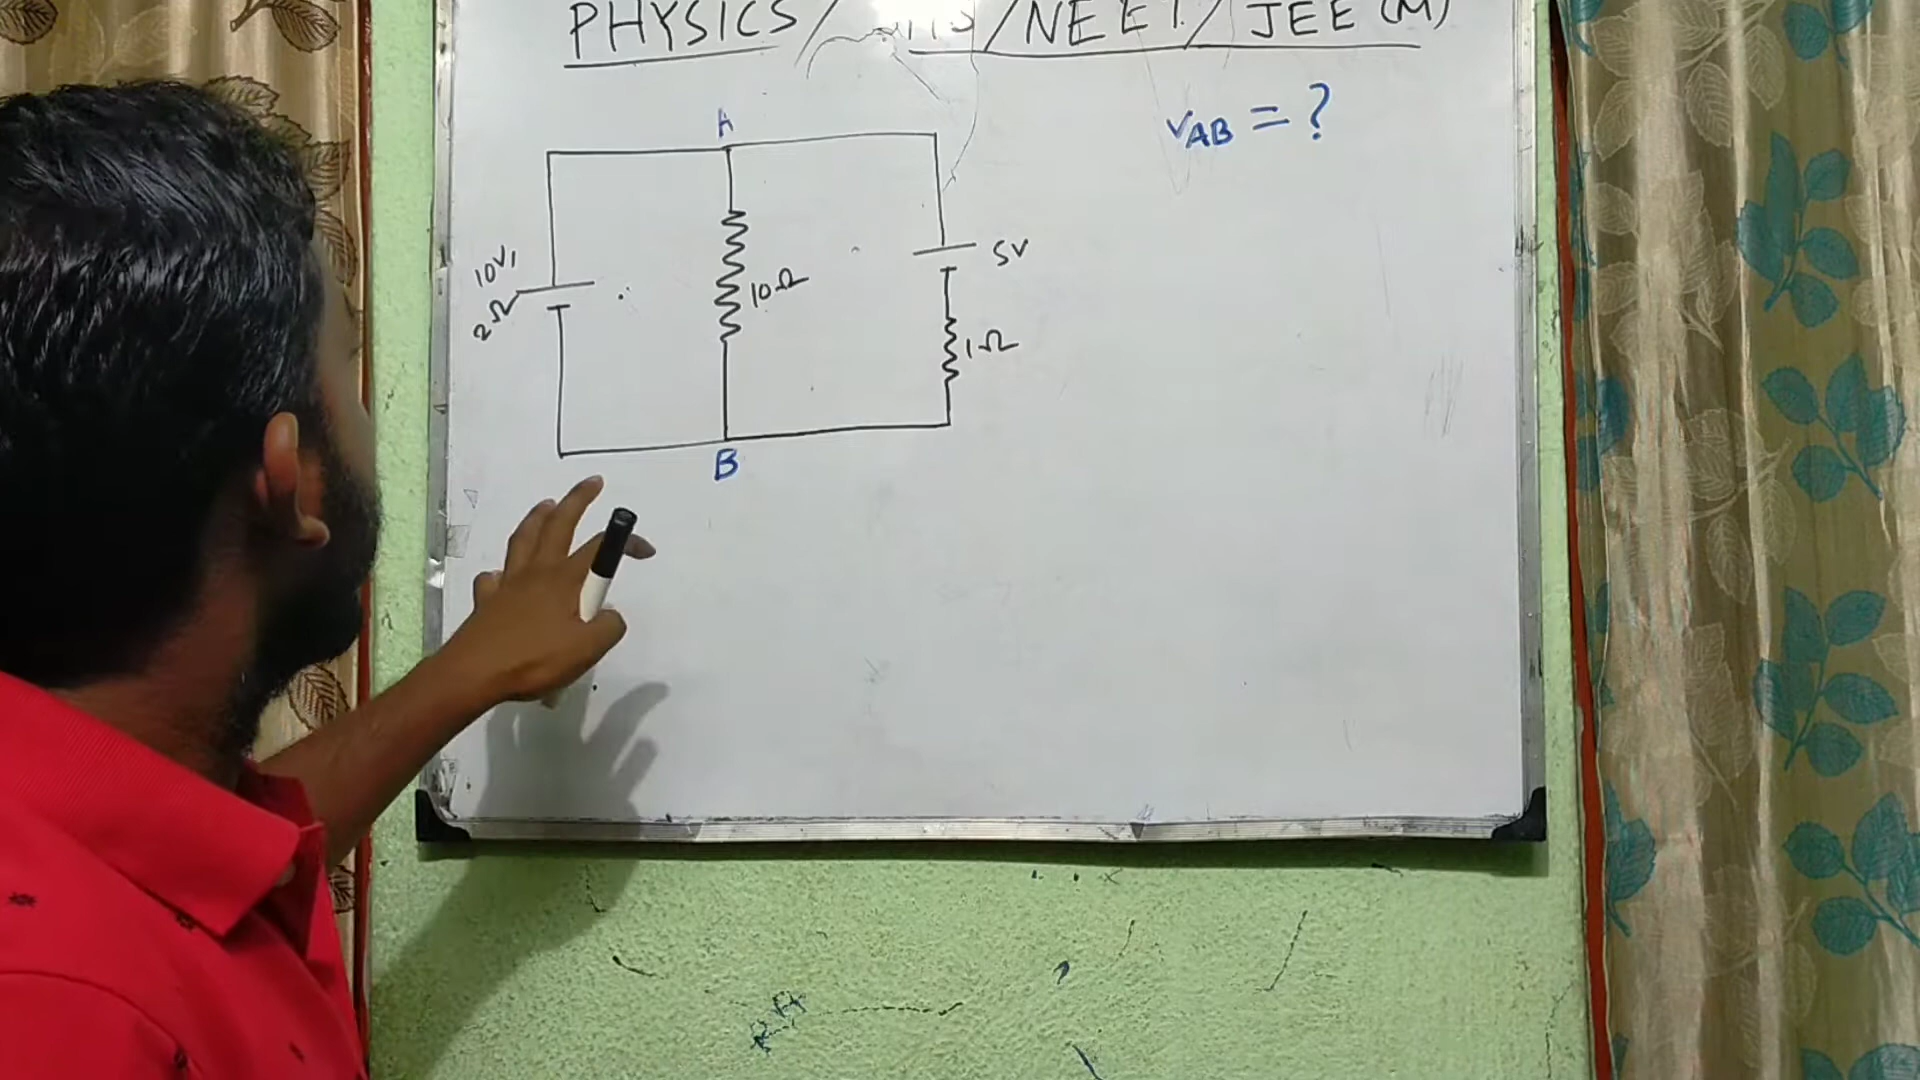 PHYSICS / /NEET/ JEE (M)
VAB = ?
A
10V,
2Ω
10Ω
5V
1Ω
B